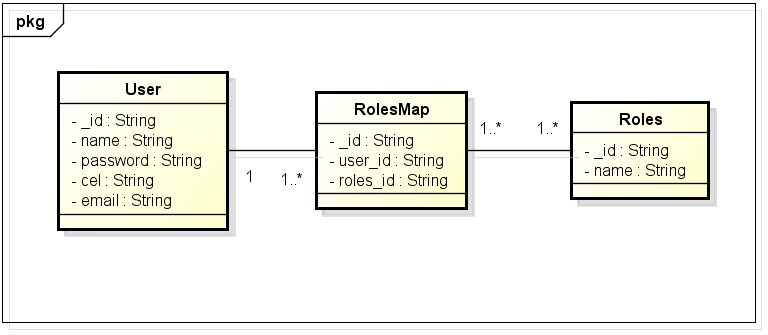 pkg
User
- _id : String
- name : String
- password : String
- cel : String
- email : String
1
1..*
RolesMap
- _id : String
- user_id : String
- roles_id : String
1..*
1..*
Roles
- _id : String
- name : String